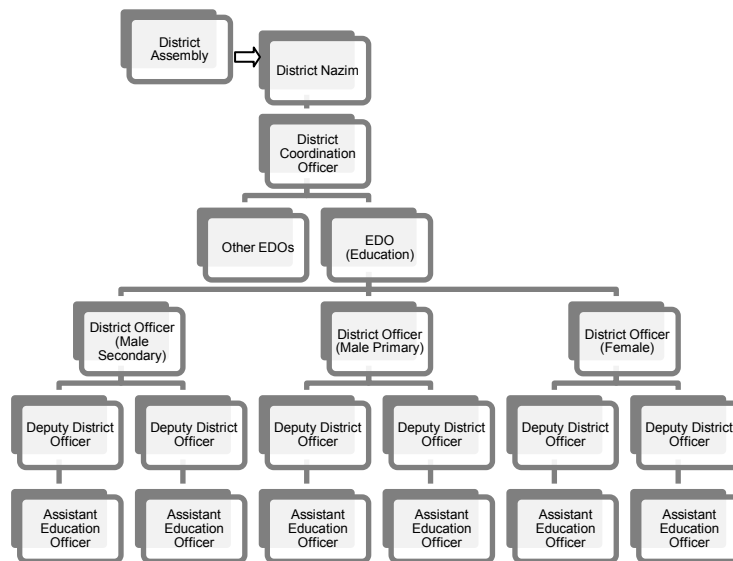 District
Assembly
District Nazim
District
Coordination
Officer
Other EDOs
EDO
(Education)
District Officer
(Male
Secondary)
District Officer
(Male Primary)
District Officer
(Female)
Deputy District
Officer
Deputy District
Officer
Deputy District
Officer
Deputy District
Officer
Deputy District
Officer
Deputy District
Officer
Assistant
Education
Officer
Assistant
Education
Officer
Assistant
Education
Officer
Assistant
Education
Officer
Assistant
Education
Officer
Assistant
Education
Officer